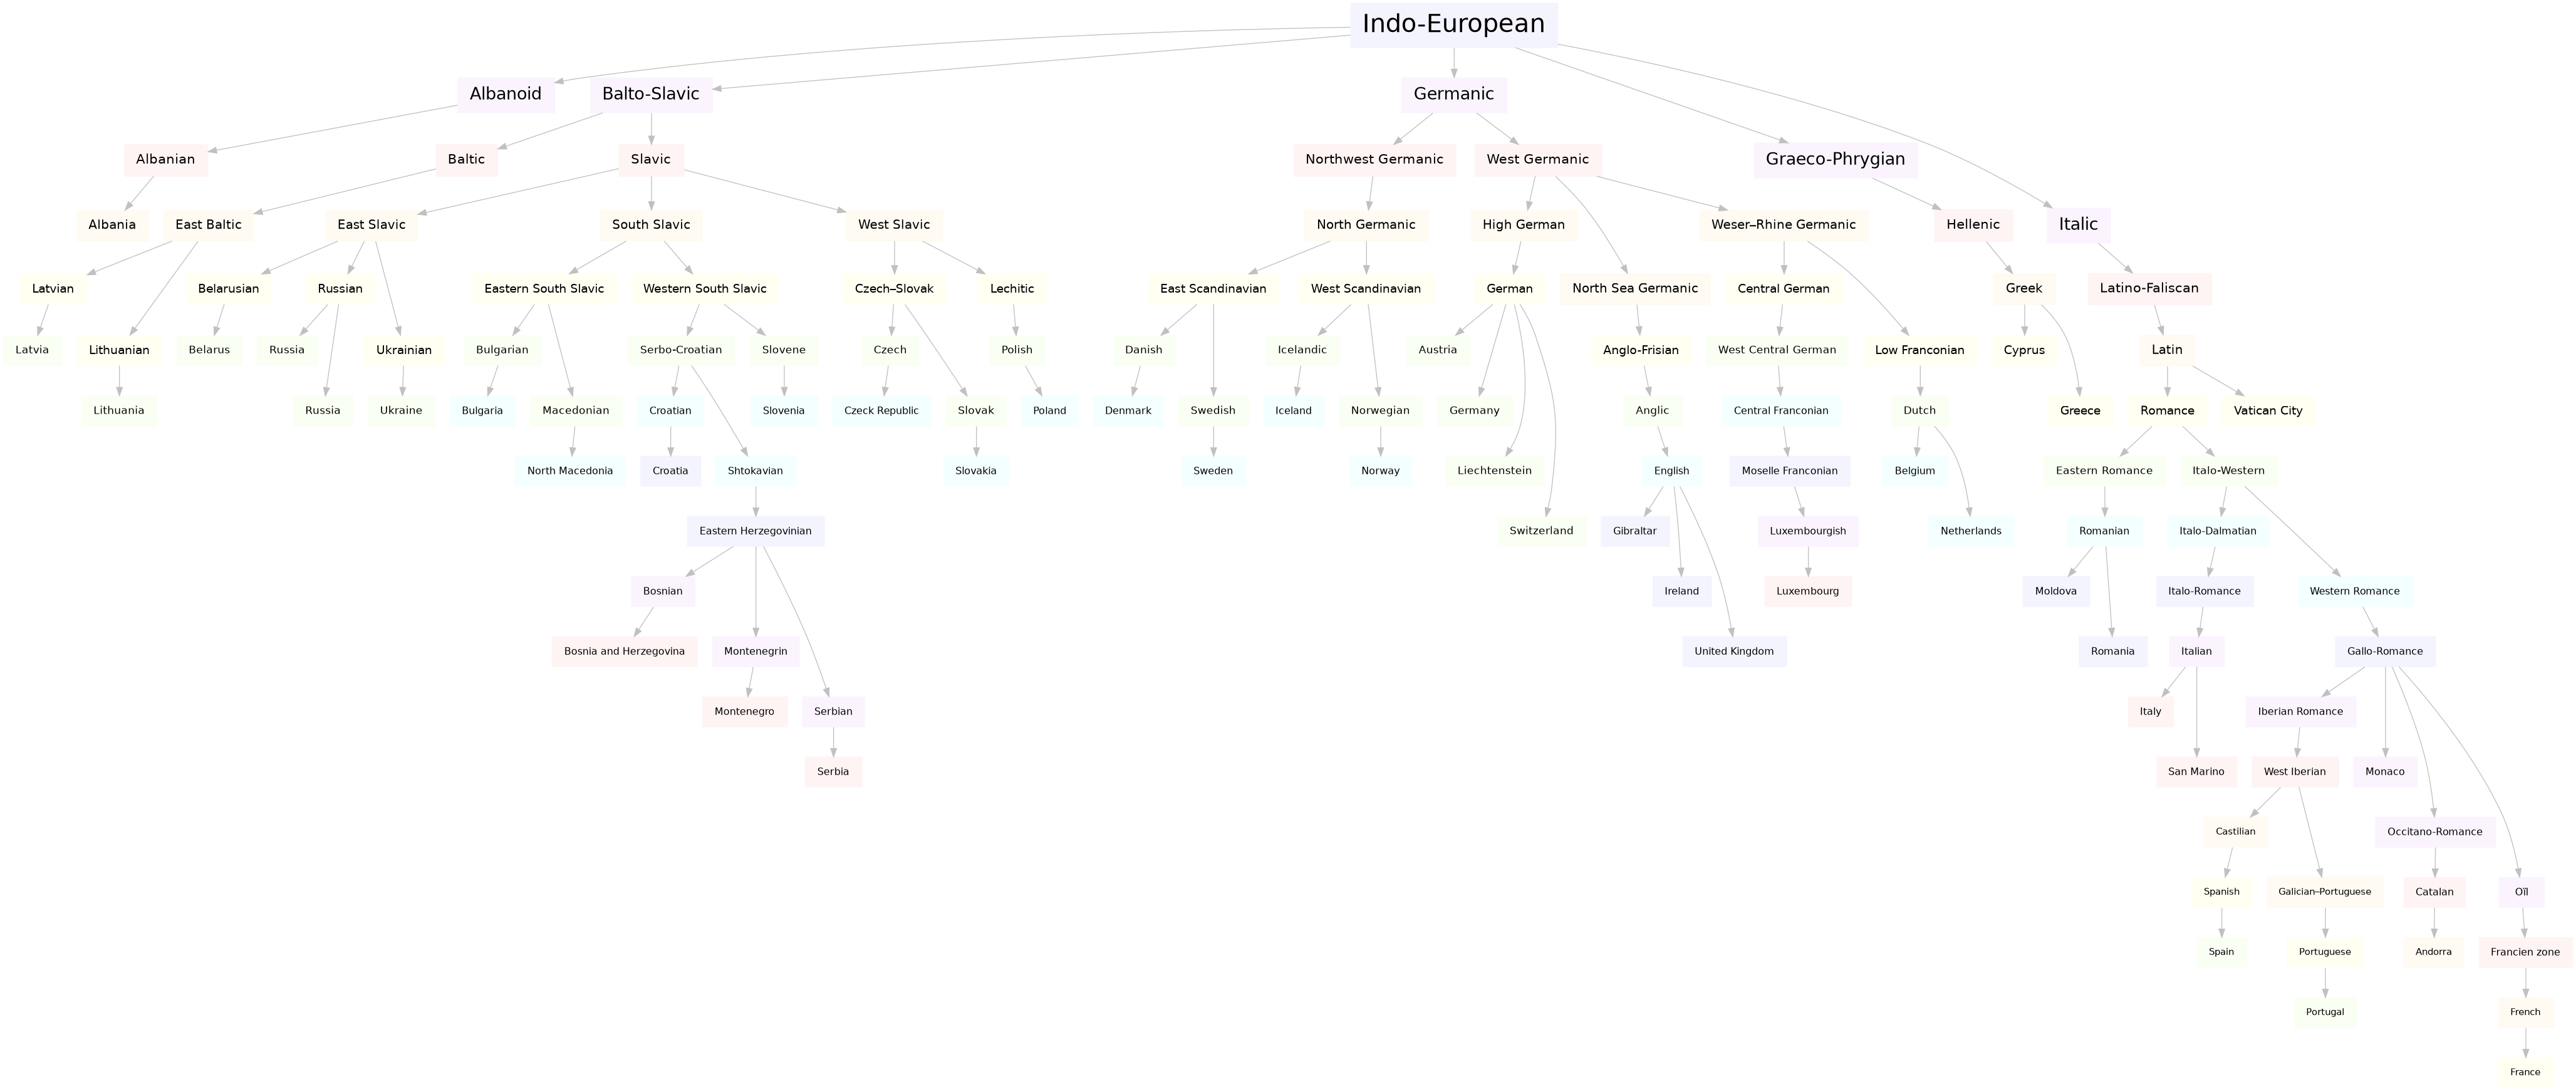 Indo-European
Albanoid
Balto-Slavic
Germanic
Albanian
Baltic
Slavic
Northwest Germanic
West Germanic
Graeco-Phrygian
Albania
East Baltic
East Slavic
South Slavic
West Slavic
North Germanic
High German
Weser–Rhine Germanic
Hellenic
Italic
Latvian
Belarusian
Russian
Eastern South Slavic
Western South Slavic
Czech–Slovak
Lechitic
East Scandinavian
West Scandinavian
German
North Sea Germanic
Central German
Greek
Latino-Faliscan
Latvia
Lithuanian
Belarus
Russia
Ukrainian
Bulgarian
Serbo-Croatian
Slovene
Czech
Polish
Danish
Icelandic
Austria
Anglo-Frisian
West Central German
Low Franconian
Cyprus
Latin
Lithuania
Russia
Ukraine
Bulgaria
Macedonian
Croatian
Slovenia
Czeck Republic
Slovak
Poland
Denmark
Swedish
Iceland
Norwegian
Germany
Anglic
Central Franconian
Dutch
Greece
Romance
Vatican City
North Macedonia
Croatia
Shtokavian
Slovakia
Sweden
Norway
Liechtenstein
English
Moselle Franconian
Belgium
Eastern Romance
Italo-Western
Eastern Herzegovinian
Switzerland
Gibraltar
Luxembourgish
Netherlands
Romanian
Italo-Dalmatian
Bosnian
Ireland
Luxembourg
Moldova
Italo-Romance
Western Romance
Bosnia and Herzegovina
Montenegrin
United Kingdom
Romania
Italian
Gallo-Romance
Montenegro
Serbian
Italy
Iberian Romance
Serbia
San Marino
West Iberian
Monaco
Castilian
Occitano-Romance
Spanish
Galician–Portuguese
Catalan
Oïl
Spain
Portuguese
Andorra
Francien zone
Portugal
French
France